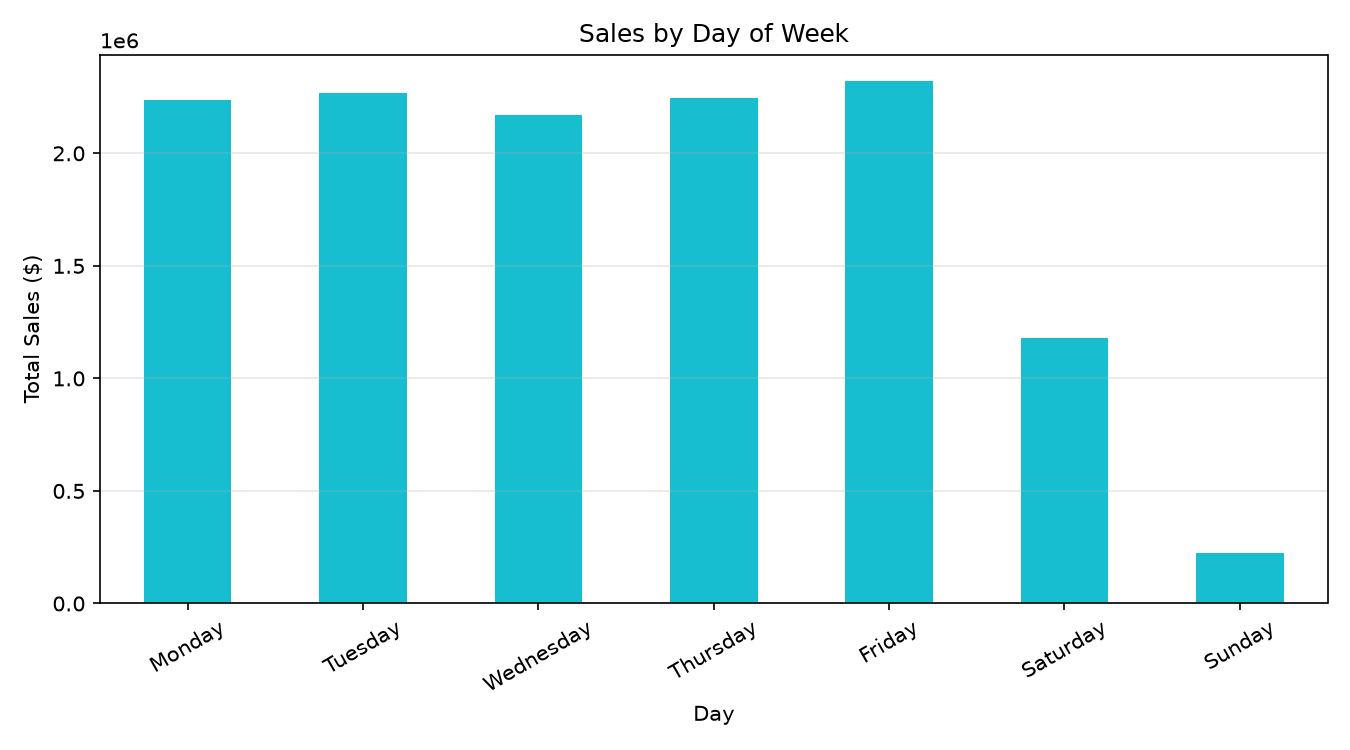 Sales by Day of Week
1e6
2.0
1.5
1.0
0.5
0.0
Total Sales ($)
Monday
Tuesday
Wednesday
Thursday
Friday
Saturday
Sunday
Day